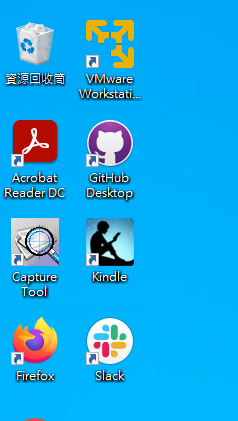 資源回收筒
VMware
Workstati...
Acrobat
Reader DC
GitHub
Desktop
Capture
Tool
Kindle
Firefox
Slack